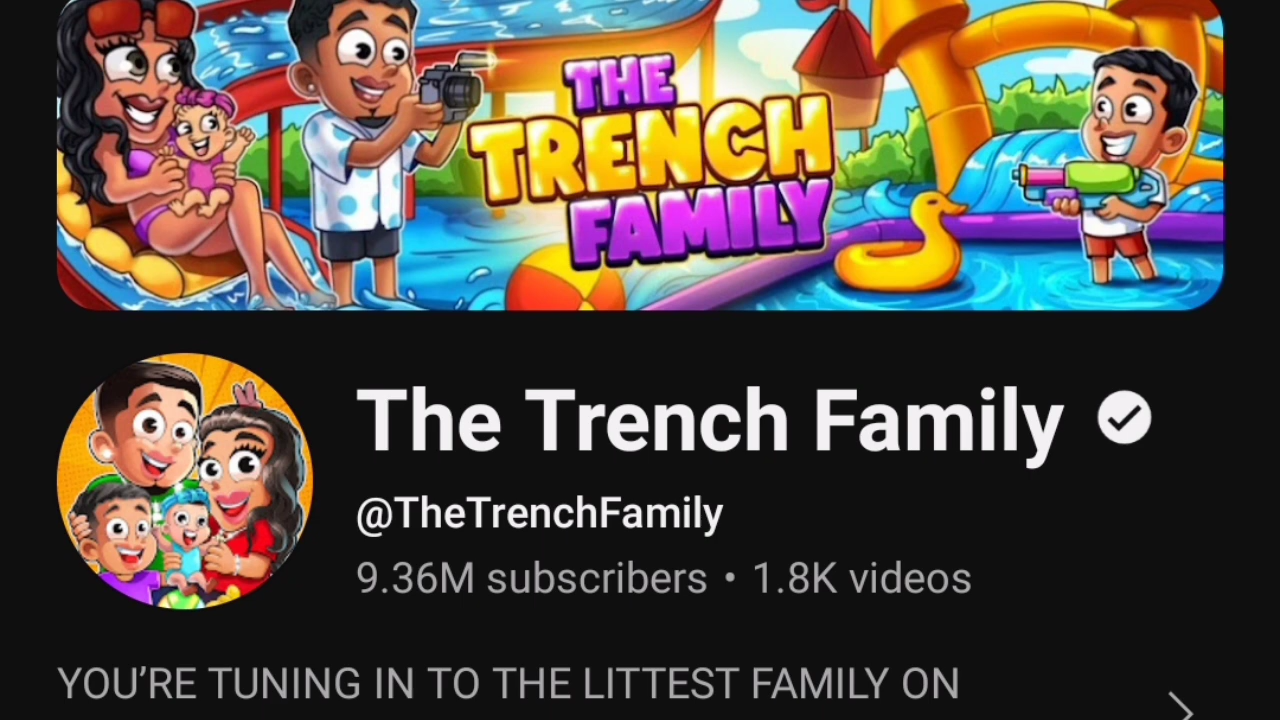 THE
TRENCH
FAMILY
The Trench Family
@TheTrenchFamily
9.36M subscribers • 1.8K videos
YOU’RE TUNING IN TO THE LITTEST FAMILY ON